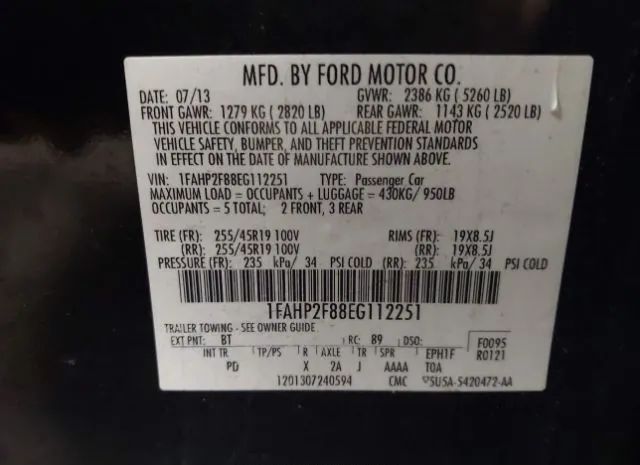 MFD. BY FORD MOTOR CO.
DATE: 07/13 GVWR: 2386 KG ( 5260 LB)
FRONT GAWR: 1279 KG ( 2820 LB) REAR GAWR: 1143 KG ( 2520 LB)
THIS VEHICLE CONFORMS TO ALL APPLICABLE FEDERAL MOTOR
VEHICLE SAFETY, BUMPER, AND THEFT PREVENTION STANDARDS
IN EFFECT ON THE DATE OF MANUFACTURE SHOWN ABOVE.
VIN: 1FAHP2F88EG112251 TYPE: Passenger Car
MAXIMUM LOAD = OCCUPANTS + LUGGAGE = 430KG/ 950LB
OCCUPANTS = 5 TOTAL; 2 FRONT, 3 REAR
TIRE (FR): 255/45R19 100V RIMS (FR): 19X8.5J
(RR): 255/45R19 100V (RR): 19X8.5J
PRESSURE (FR): 235 kPa/ 34 PSI COLD (RR): 235 kPa/ 34 PSI COLD
1FAHP2F88EG112251
TRAILER TOWING - SEE OWNER GUIDE
EXT PNT: BT RC: 89 DSO: F0095
INT TR TP/PS R AXLE TR SPR EPH1F R0121
PD X 2A J AAAA TOA
1201307240594 CMC 5U5A-5420472-AA